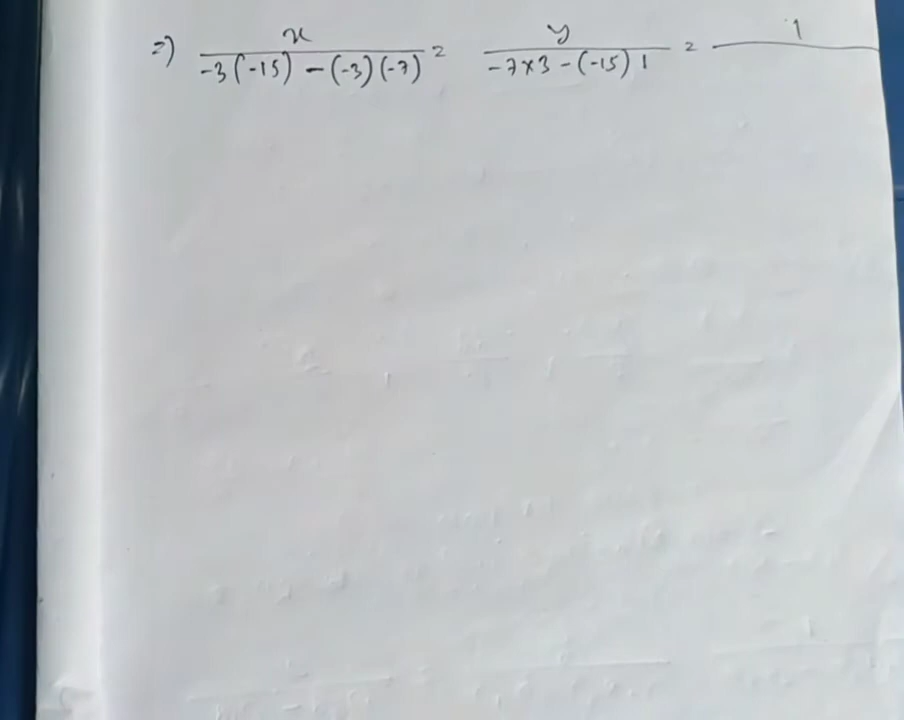 => x/(-3(-15) - (-3)(-7)) = y/(-7×3 - (-15)1) = 1/